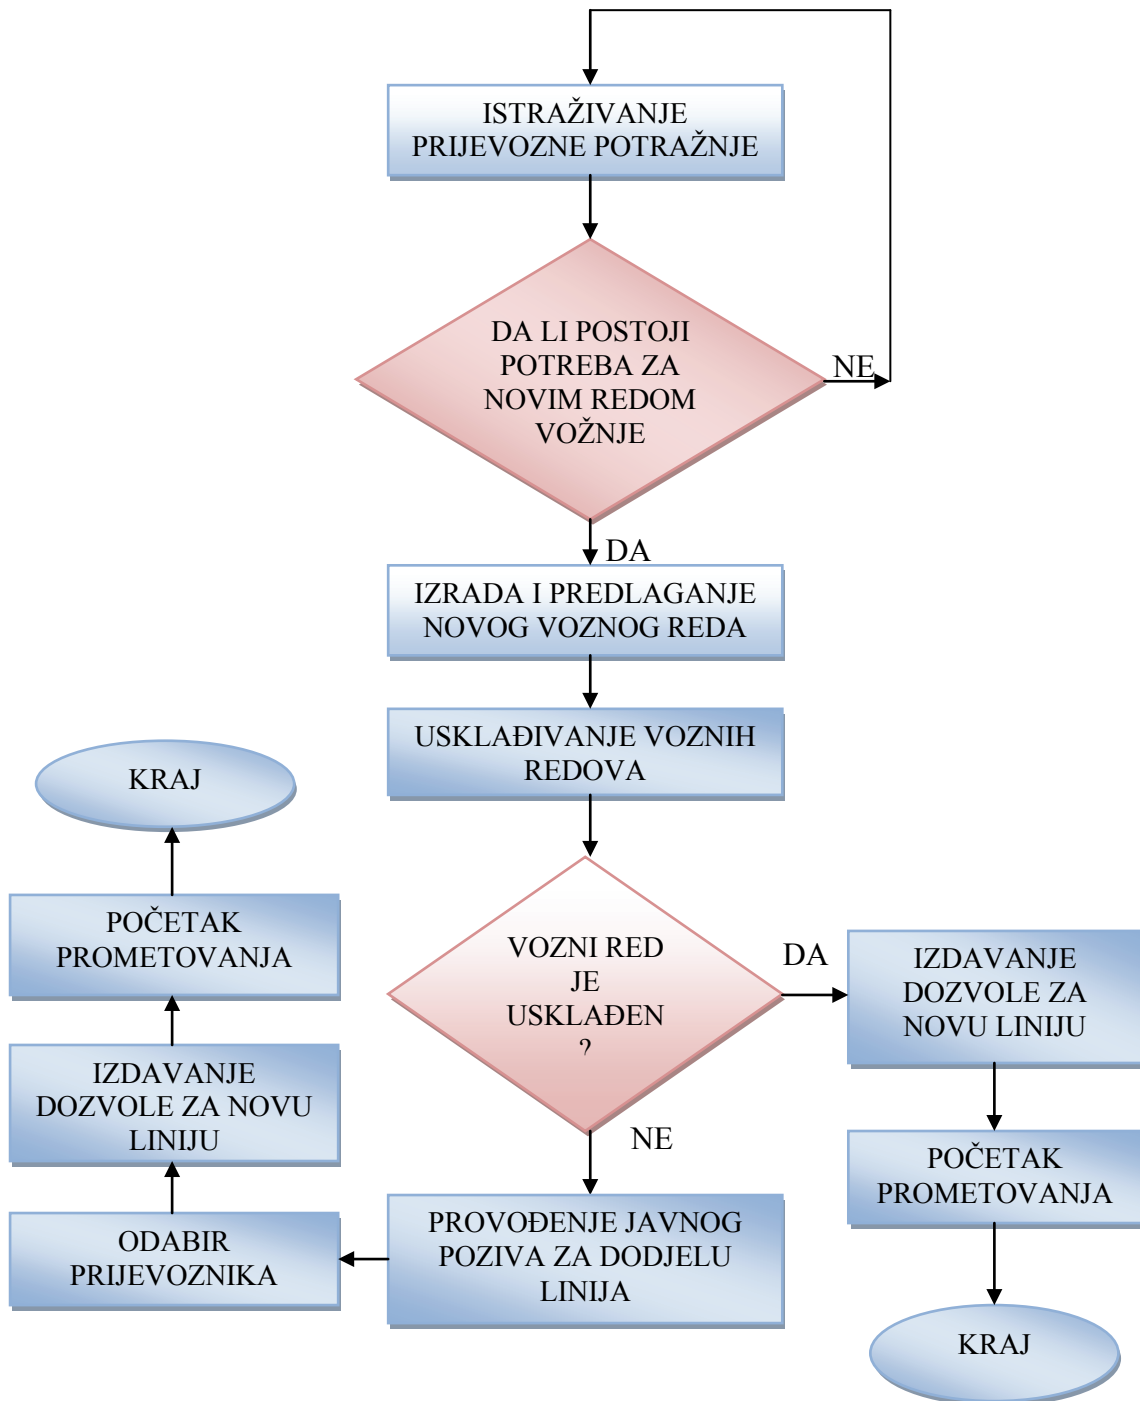 ISTRAŽIVANJE
PRIJEVOZNE POTRAŽNJE
DA LI POSTOJI
POTREBA ZA
NOVIM REDOM
VOŽNJE
NE
DA
IZRADA I PREDLAGANJE
NOVOG VOZNOG REDA
USKLAĐIVANJE VOZNIH
REDOVA
VOZNI RED
JE
USKLAĐEN
?
DA
IZDAVANJE
DOZVOLE ZA
NOVU LINIJU
POČETAK
PROMETOVANJA
KRAJ
NE
PROVOĐENJE JAVNOG
POZIVA ZA DODJELU
LINIJA
ODABIR
PRIJEVOZNIKA
IZDAVANJE
DOZVOLE ZA NOVU
LINIJU
POČETAK
PROMETOVANJA
KRAJ